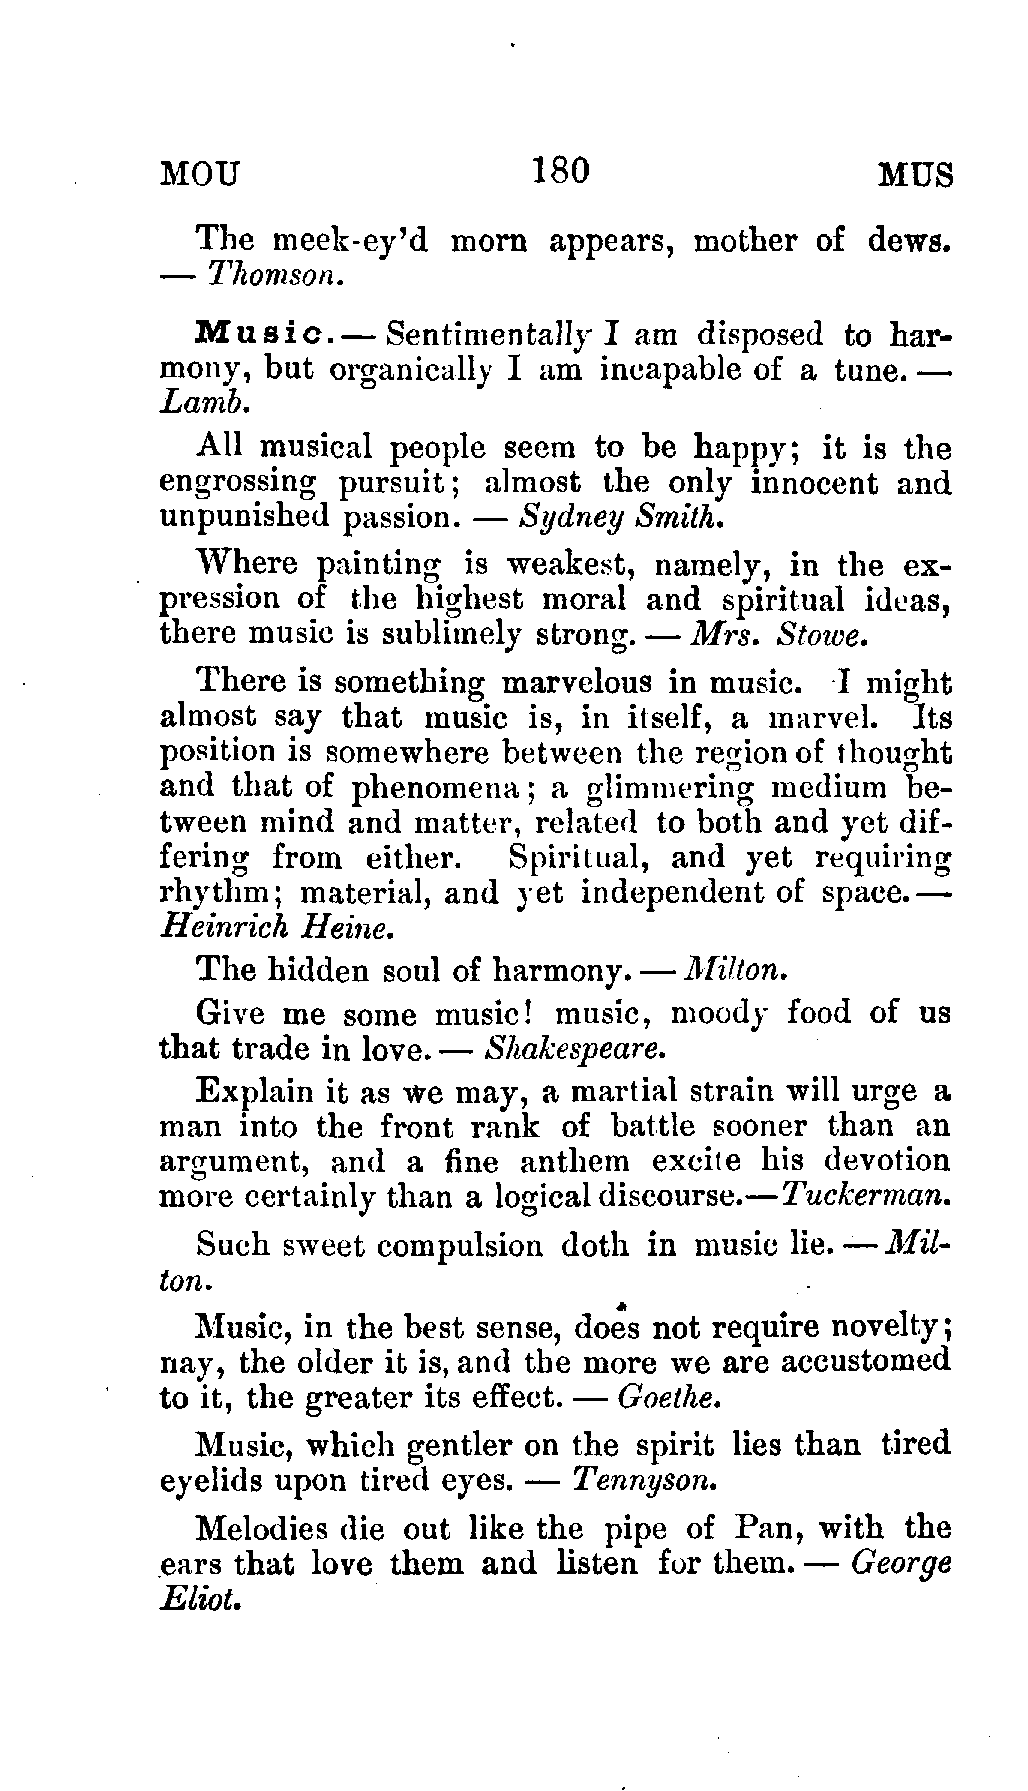 MOU 180 MUS
The meek-ey'd morn appears, mother of dews.
— Thomson.
Music.— Sentimentally I am disposed to har-
mony, but organically I am incapable of a tune. —
Lamb.
All musical people seem to be happy; it is the
engrossing pursuit; almost the only innocent and
unpunished passion. — Sydney Smith.
Where painting is weakest, namely, in the ex-
pression of the highest moral and spiritual ideas,
there music is sublimely strong. — Mrs. Stowe.
There is something marvelous in music. I might
almost say that music is, in itself, a marvel. Its
position is somewhere between the region of thought
and that of phenomena; a glimmering medium be-
tween mind and matter, related to both and yet dif-
fering from either. Spiritual, and yet requiring
rhythm; material, and yet independent of space.—
Heinrich Heine.
The hidden soul of harmony. — Milton.
Give me some music! music, moody food of us
that trade in love. — Shakespeare.
Explain it as we may, a martial strain will urge a
man into the front rank of battle sooner than an
argument, and a fine anthem excite his devotion
more certainly than a logical discourse.—Tuckerman.
Such sweet compulsion doth in music lie. — Mil-
ton.
Music, in the best sense, does not require novelty;
nay, the older it is, and the more we are accustomed
to it, the greater its effect. — Goethe.
Music, which gentler on the spirit lies than tired
eyelids upon tired eyes. — Tennyson.
Melodies die out like the pipe of Pan, with the
ears that love them and listen for them. — George
Eliot.